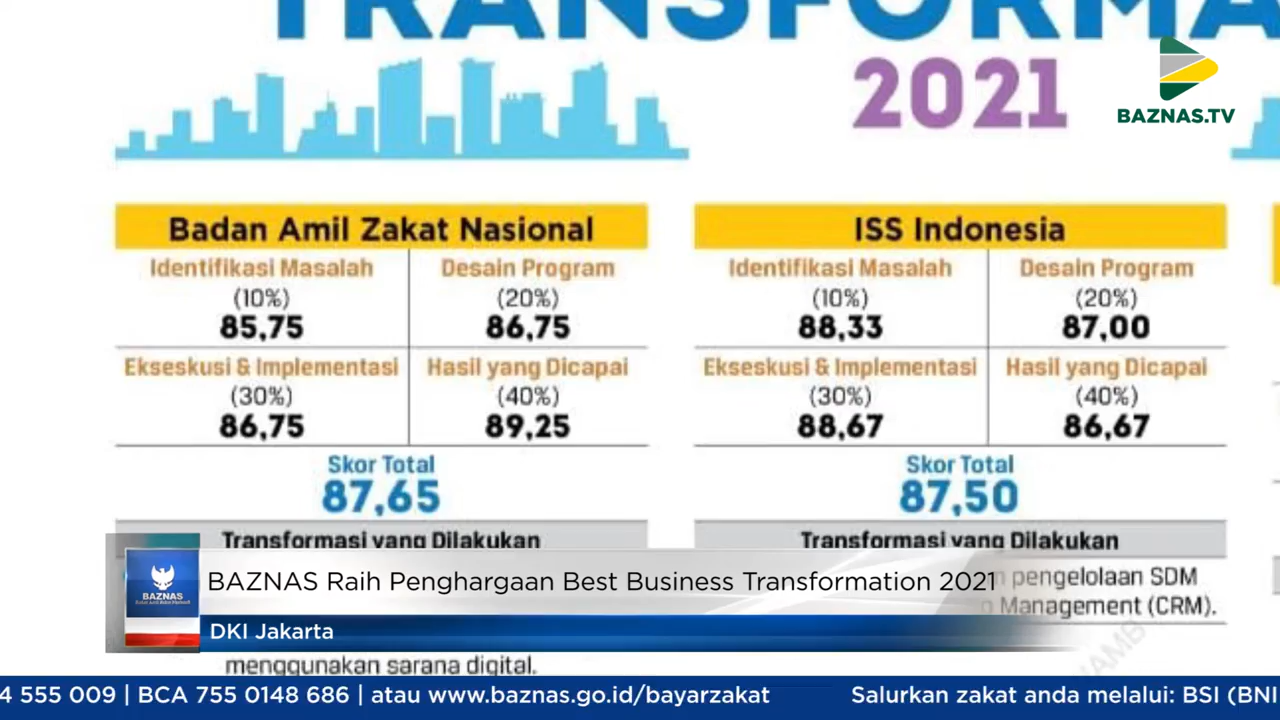 TRANSFORMA
2021
BAZNAS.TV
Badan Amil Zakat Nasional
Identifikasi Masalah
(10%)
85,75
Desain Program
(20%)
86,75
Ekseskusi & Implementasi
(30%)
86,75
Hasil yang Dicapai
(40%)
89,25
Skor Total
87,65
Transformasi yang Dilakukan
menggunakan sarana digital.
ISS Indonesia
Identifikasi Masalah
(10%)
88,33
Desain Program
(20%)
87,00
Ekseskusi & Implementasi
(30%)
88,67
Hasil yang Dicapai
(40%)
86,67
Skor Total
87,50
Transformasi yang Dilakukan
pengelolaan SDM
Management (CRM).
BAZNAS
BAZNAS Raih Penghargaan Best Business Transformation 2021
DKI Jakarta
4 555 009 | BCA 755 0148 686 | atau www.baznas.go.id/bayarzakat Salurkan zakat anda melalui: BSI (BNI